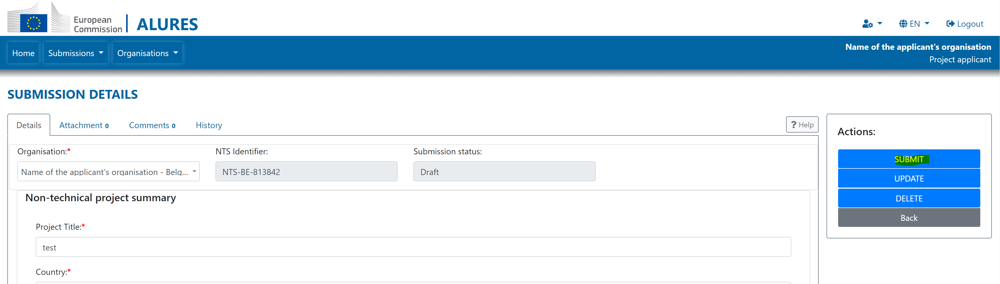 European
Commission
ALURES
EN
Logout
Home
Submissions
Organisations
Name of the applicant's organisation
Project applicant
SUBMISSION DETAILS
Details
Attachment 0
Comments 0
History
? Help
Actions:
Organisation:*
NTS Identifier:
Submission status:
Name of the applicant's organisation - Belg...
NTS-BE-813842
Draft
SUBMIT
UPDATE
DELETE
Back
Non-technical project summary
Project Title:*
test
Country:*